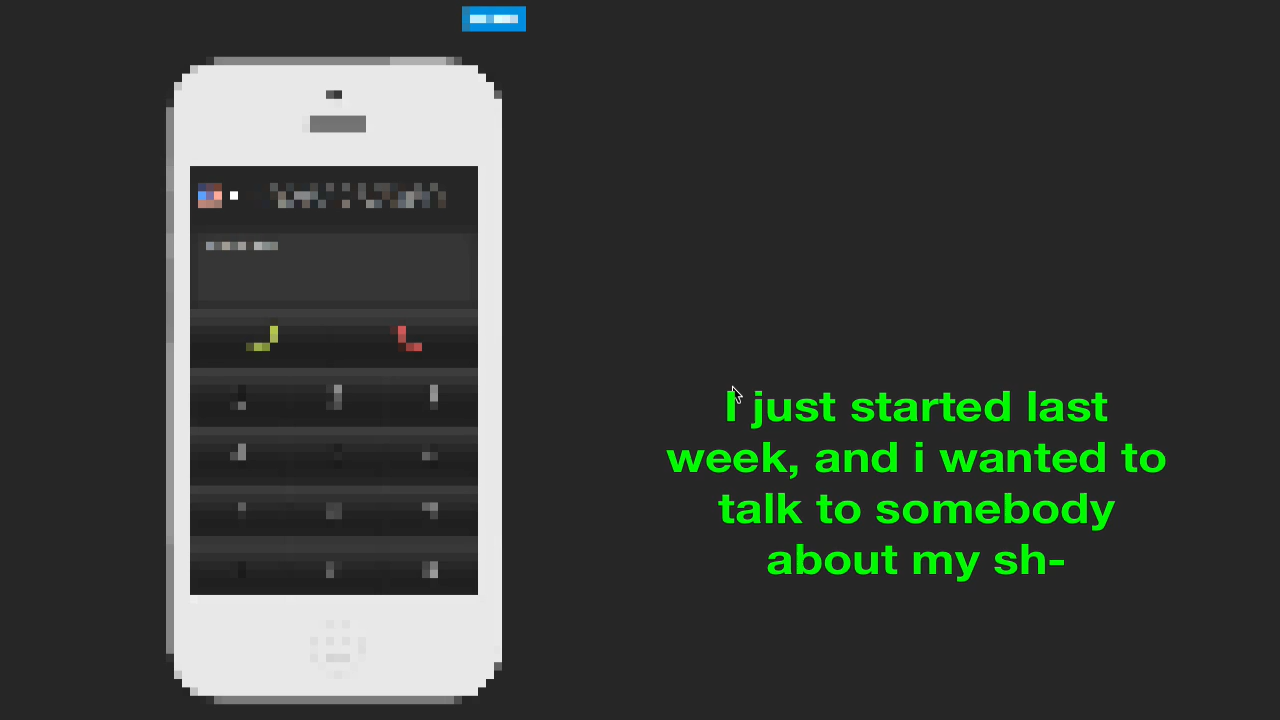 I just started last
week, and i wanted to
talk to somebody
about my sh-